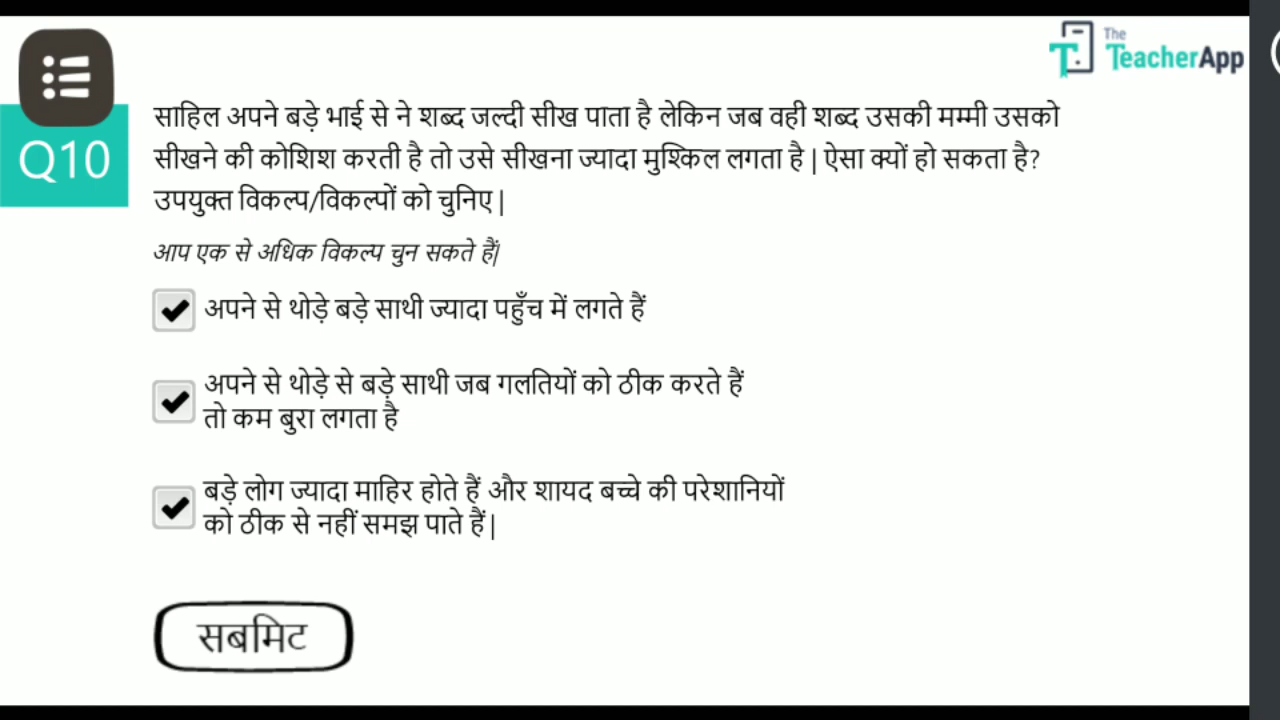 The
TeacherApp
Q10
साहिल अपने बड़े भाई से ने शब्द जल्दी सीख पाता है लेकिन जब वही शब्द उसकी मम्मी उसको
सीखने की कोशिश करती है तो उसे सीखना ज्यादा मुश्किल लगता है | ऐसा क्यों हो सकता है?
उपयुक्त विकल्प/विकल्पों को चुनिए |
आप एक से अधिक विकल्प चुन सकते हैं|
अपने से थोड़े बड़े साथी ज्यादा पहुँच में लगते हैं
अपने से थोड़े से बड़े साथी जब गलतियों को ठीक करते हैं
तो कम बुरा लगता है
बड़े लोग ज्यादा माहिर होते हैं और शायद बच्चे की परेशानियों
को ठीक से नहीं समझ पाते हैं |
सबमिट